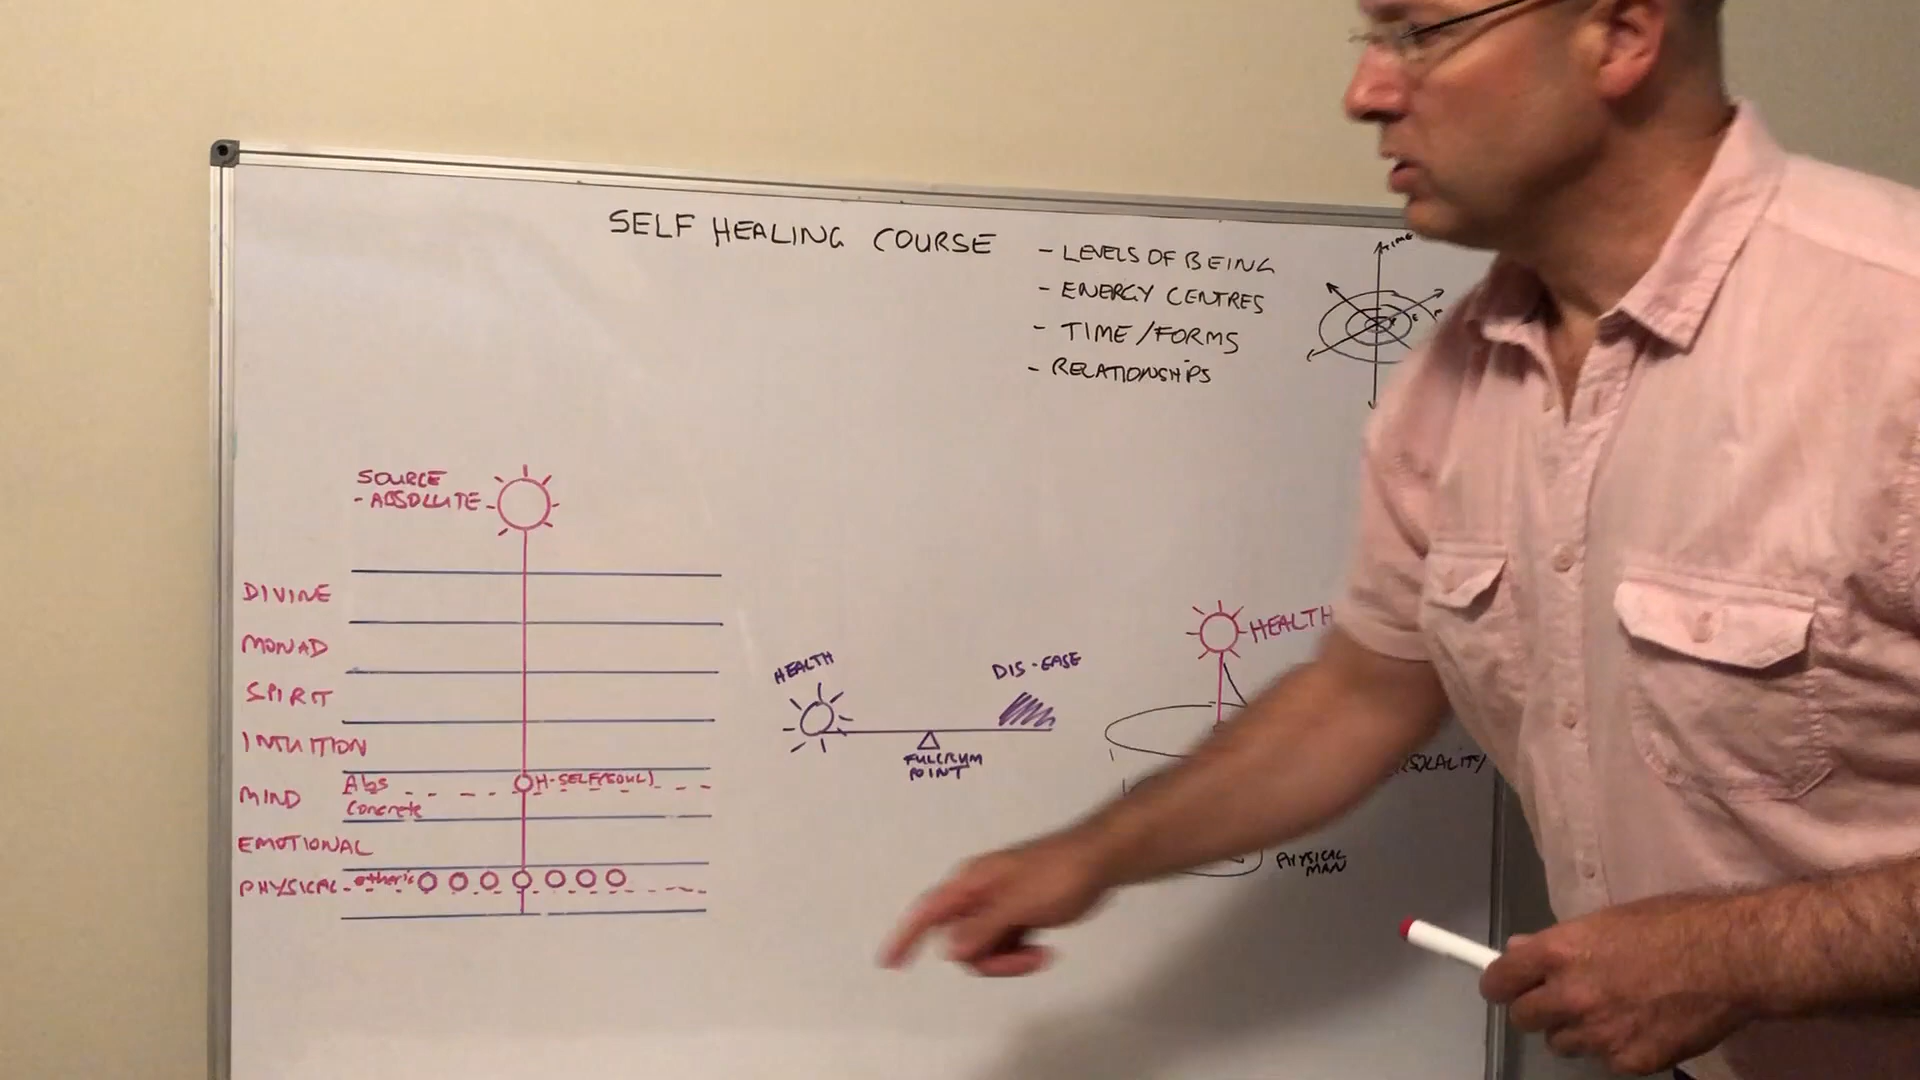 SELF HEALING COURSE
- LEVELS OF BEING
- ENERGY CENTRES
- TIME/FORMS
- RELATIONSHIPS
TIME
SOURCE
- ABSOLUTE
DIVINE
MONAD
SPIRIT
INTUITION
MIND
Abs
Concrete
H-SELF(SOUL)
EMOTIONAL
PHYSICAL
etheric
HEALTH
DIS-EASE
FULCRUM
POINT
HEALTH
PHYSICAL
MAN